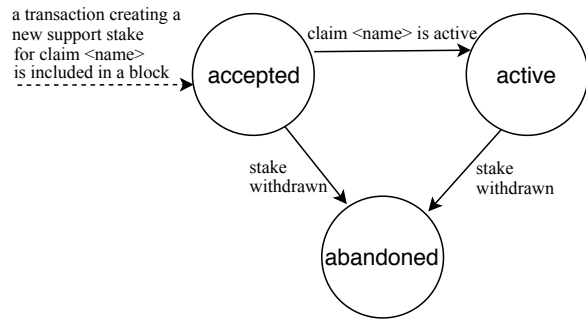 a transaction creating a
new support stake
for claim <name>
is included in a block
accepted
claim <name> is active
active
stake
withdrawn
stake
withdrawn
abandoned